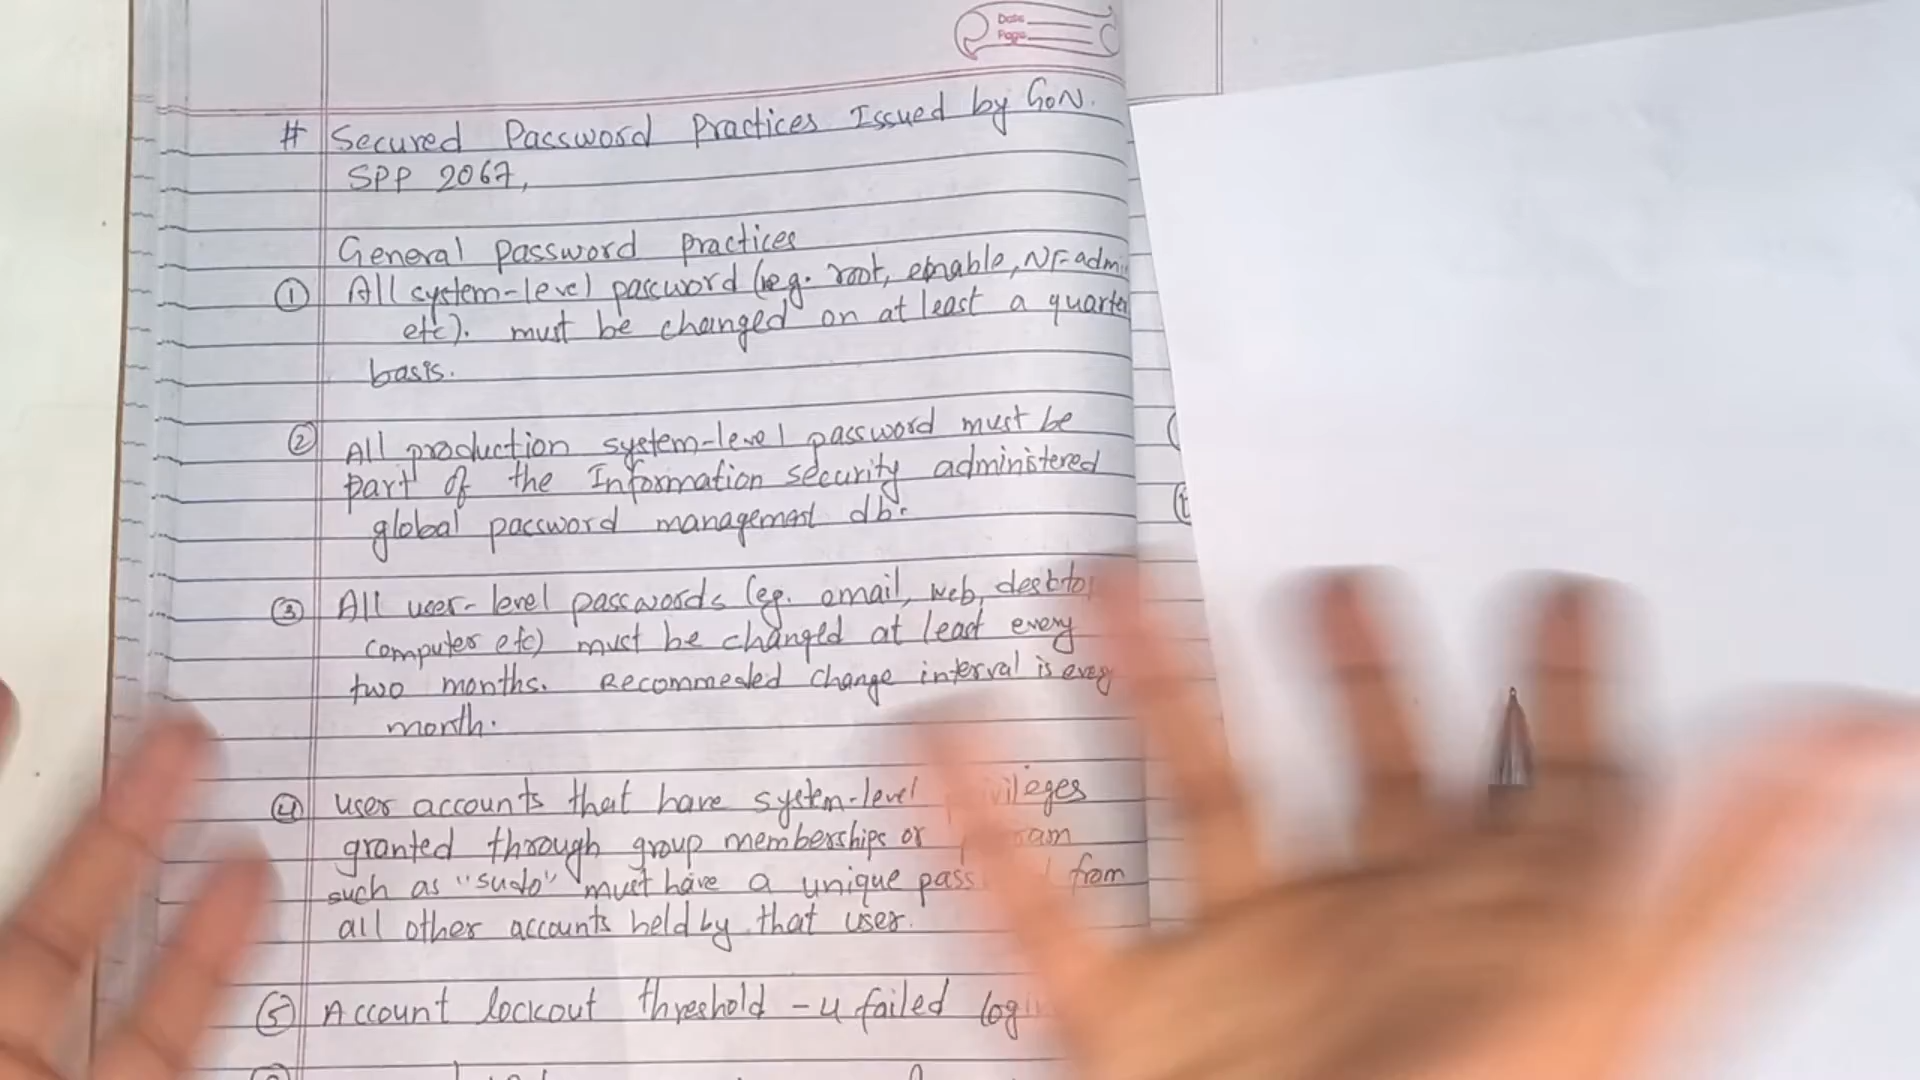 Date
Page
# Secured Password Practices Issued by GoN.
SPP 2067,
General password practices
① All system-level password (eg. root, enable, NT-admi
etc). must be changed on at least a quarter
basis.
② All production system-level password must be
part of the Information security administered
global password management db.
③ All user-level passwords (eg. email, web, deskto
computer etc) must be changed at least every
two months. Recommended change interval is every
month.
④ user accounts that have system-level
granted through group memberships or
such as "sudo" must have a unique from
all other accounts held by that user.
⑤ Account lockout threshold - 4 failed